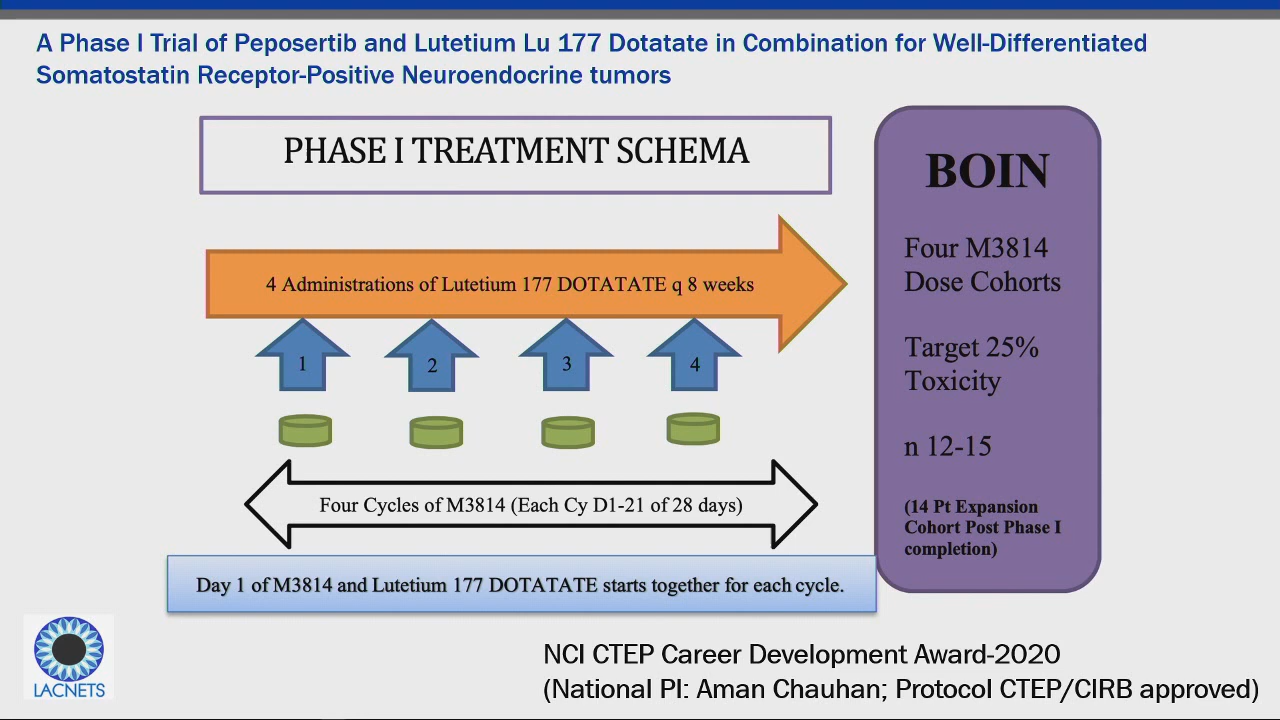 A Phase I Trial of Peposertib and Lutetium Lu 177 Dotatate in Combination for Well-Differentiated
Somatostatin Receptor-Positive Neuroendocrine tumors
PHASE I TREATMENT SCHEMA
4 Administrations of Lutetium 177 DOTATATE q 8 weeks
1
2
3
4
Four Cycles of M3814 (Each Cy D1-21 of 28 days)
Day 1 of M3814 and Lutetium 177 DOTATATE starts together for each cycle.
BOIN
Four M3814
Dose Cohorts
Target 25%
Toxicity
n 12-15
(14 Pt Expansion
Cohort Post Phase I
completion)
LACNETS
NCI CTEP Career Development Award-2020
(National PI: Aman Chauhan; Protocol CTEP/CIRB approved)